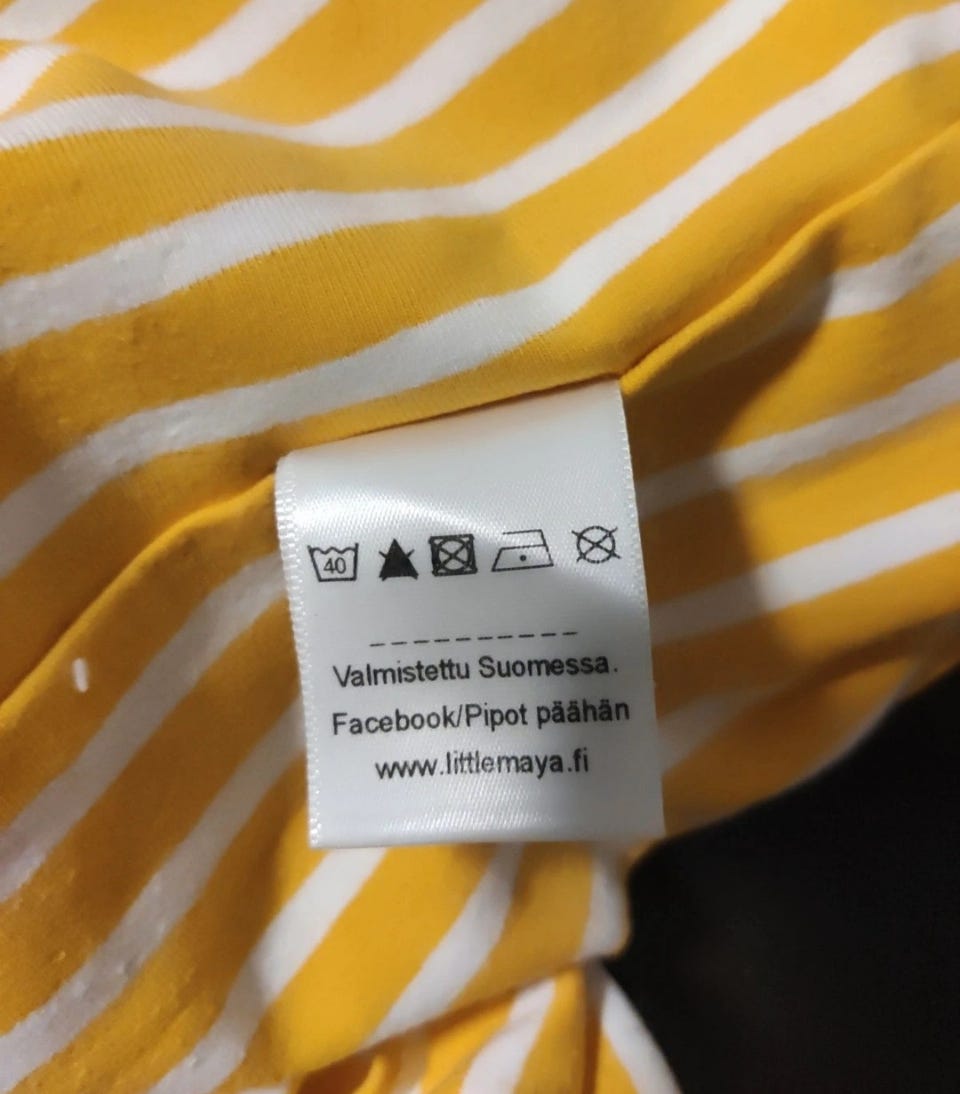 40
Valmistettu Suomessa.
Facebook/Pipot päähän
www.littlemaya.fi